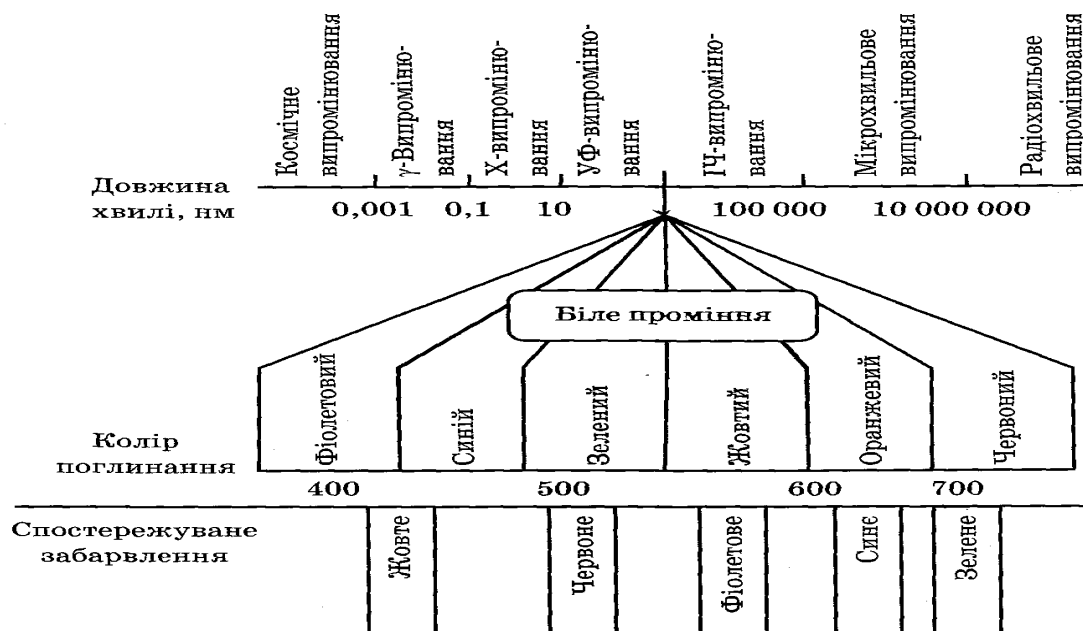 Космічне
випромінювання
γ-Випроміню-
вання
Х-випроміню-
вання
УФ-випроміню-
вання
ІЧ-випроміню-
вання
Мікрохвильове
випромінювання
Радіохвильове
випромінювання
Довжина
хвилі, нм
0,001 0,1 10 100 000 10 000 000
Біле проміння
Колір
поглинання
Фіолетовий
Синій
Зелений
Жовтий
Оранжевий
Червоний
400 500 600 700
Спостережуване
забарвлення
Жовте
Червоне
Фіолетове
Синє
Зелене